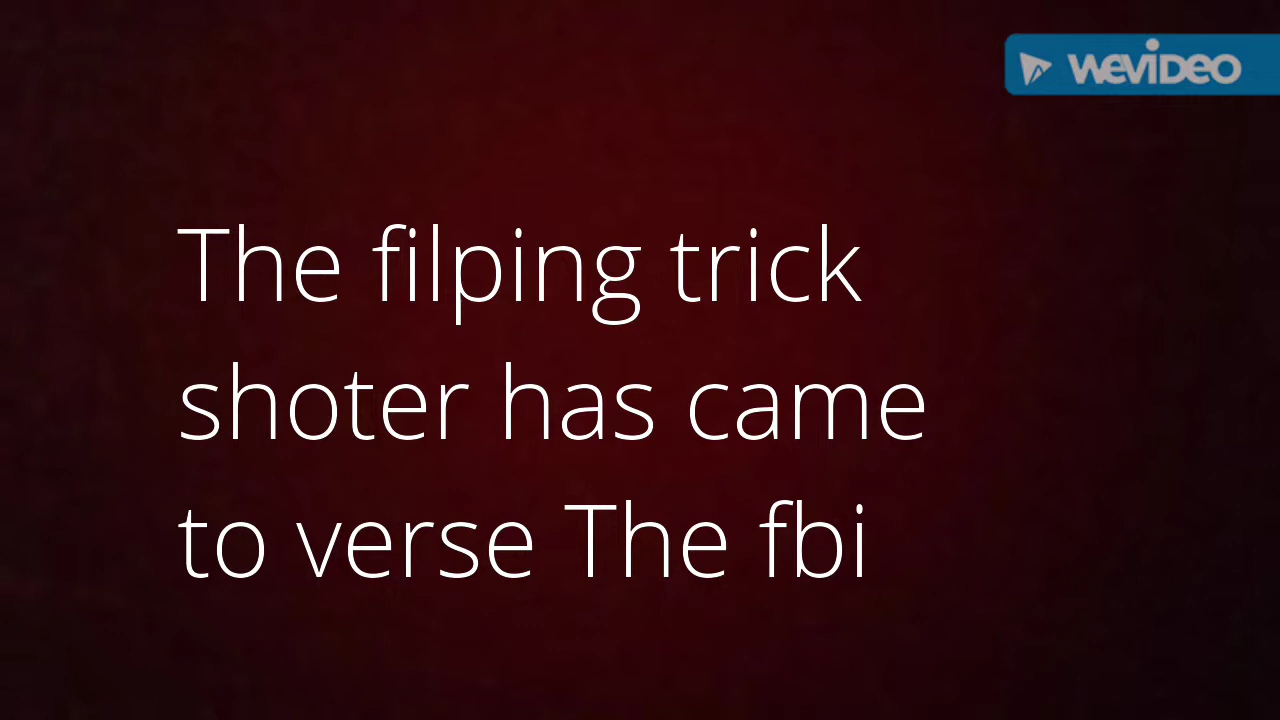 WEVIDEO
The filping trick
shoter has came
to verse The fbi